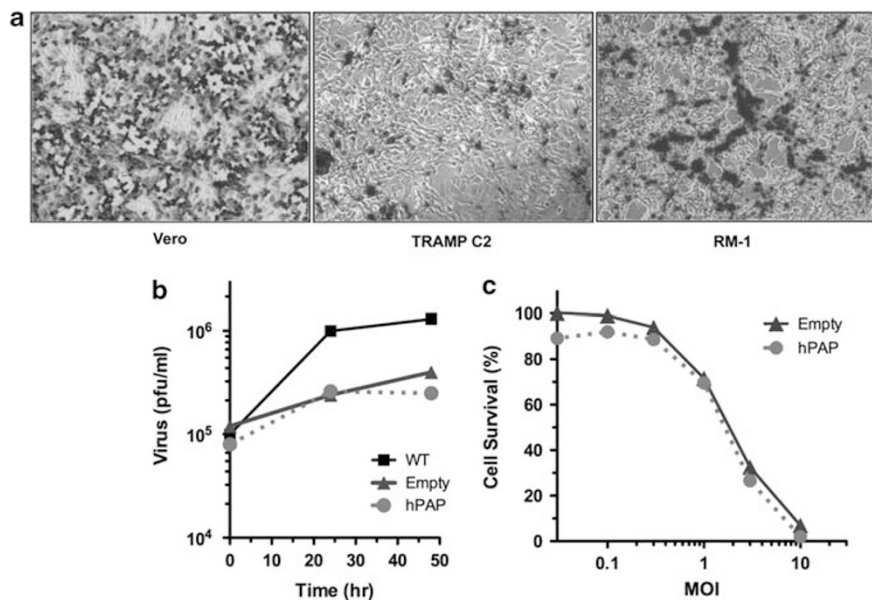 a
Vero
TRAMP C2
RM-1
b
Virus (pfu/ml)
10⁶
10⁵
10⁴
WT
Empty
hPAP
0 10 20 30 40 50
Time (hr)
c
Cell Survival (%)
100
80
60
40
20
0
Empty
hPAP
0.1 1 10
MOI